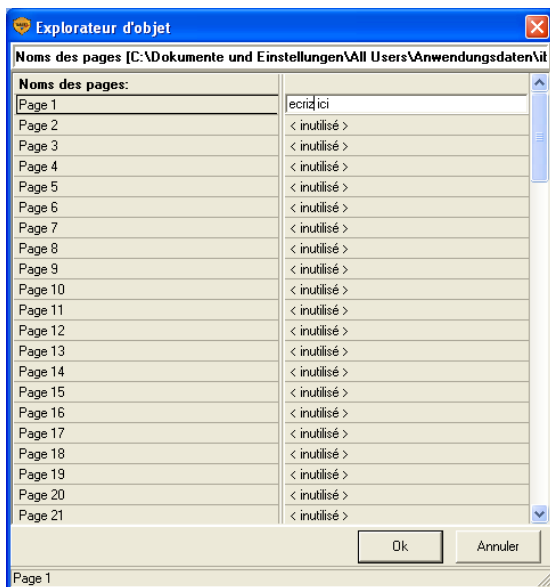 Explorateur d'objet
Noms des pages [C:\Dokumente und Einstellungen\All Users\Anwendungsdaten\it
Noms des pages:
Page 1 ecriz ici
Page 2 < inutilisé >
Page 3 < inutilisé >
Page 4 < inutilisé >
Page 5 < inutilisé >
Page 6 < inutilisé >
Page 7 < inutilisé >
Page 8 < inutilisé >
Page 9 < inutilisé >
Page 10 < inutilisé >
Page 11 < inutilisé >
Page 12 < inutilisé >
Page 13 < inutilisé >
Page 14 < inutilisé >
Page 15 < inutilisé >
Page 16 < inutilisé >
Page 17 < inutilisé >
Page 18 < inutilisé >
Page 19 < inutilisé >
Page 20 < inutilisé >
Page 21 < inutilisé >
Ok Annuler
Page 1